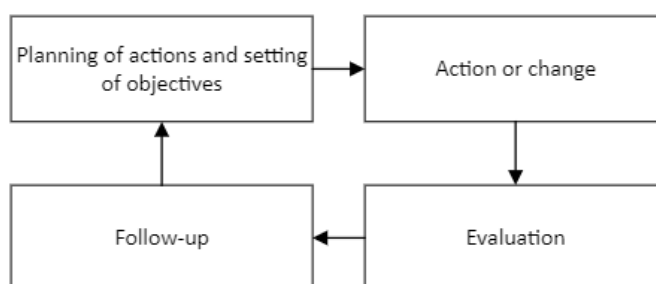 Planning of actions and setting
of objectives
Action or change
Follow-up
Evaluation